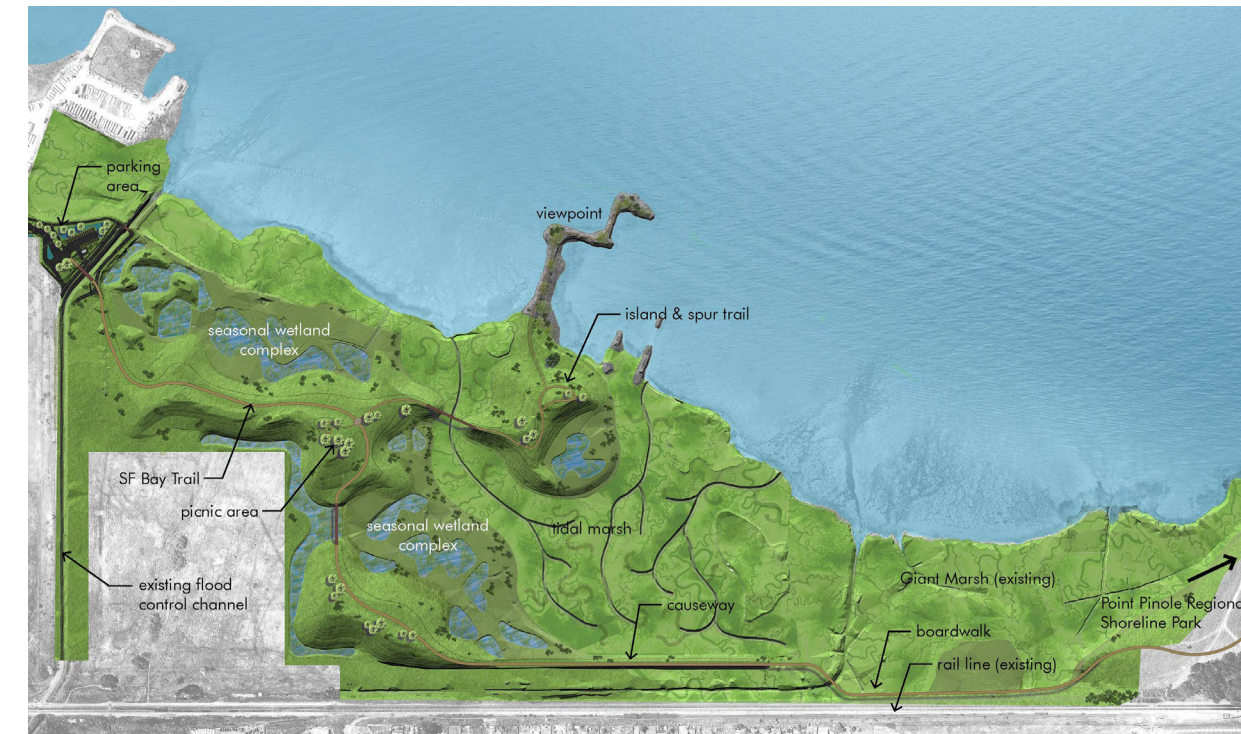 parking
area
viewpoint
island & spur trail
seasonal wetland
complex
SF Bay Trail
picnic area
seasonal wetland
complex
tidal marsh
existing flood
control channel
causeway
Giant Marsh (existing)
Point Pinole Regiona
Shoreline Park
boardwalk
rail line (existing)